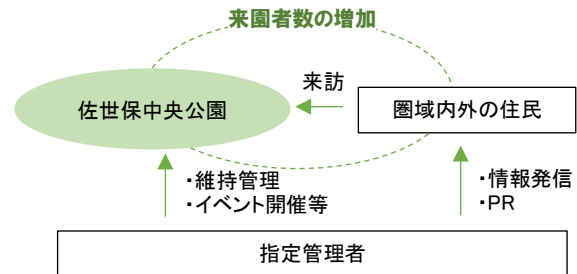 来園者数の増加
来訪
佐世保中央公園
圏域内外の住民
・維持管理
・イベント開催等
・情報発信
・PR
指定管理者